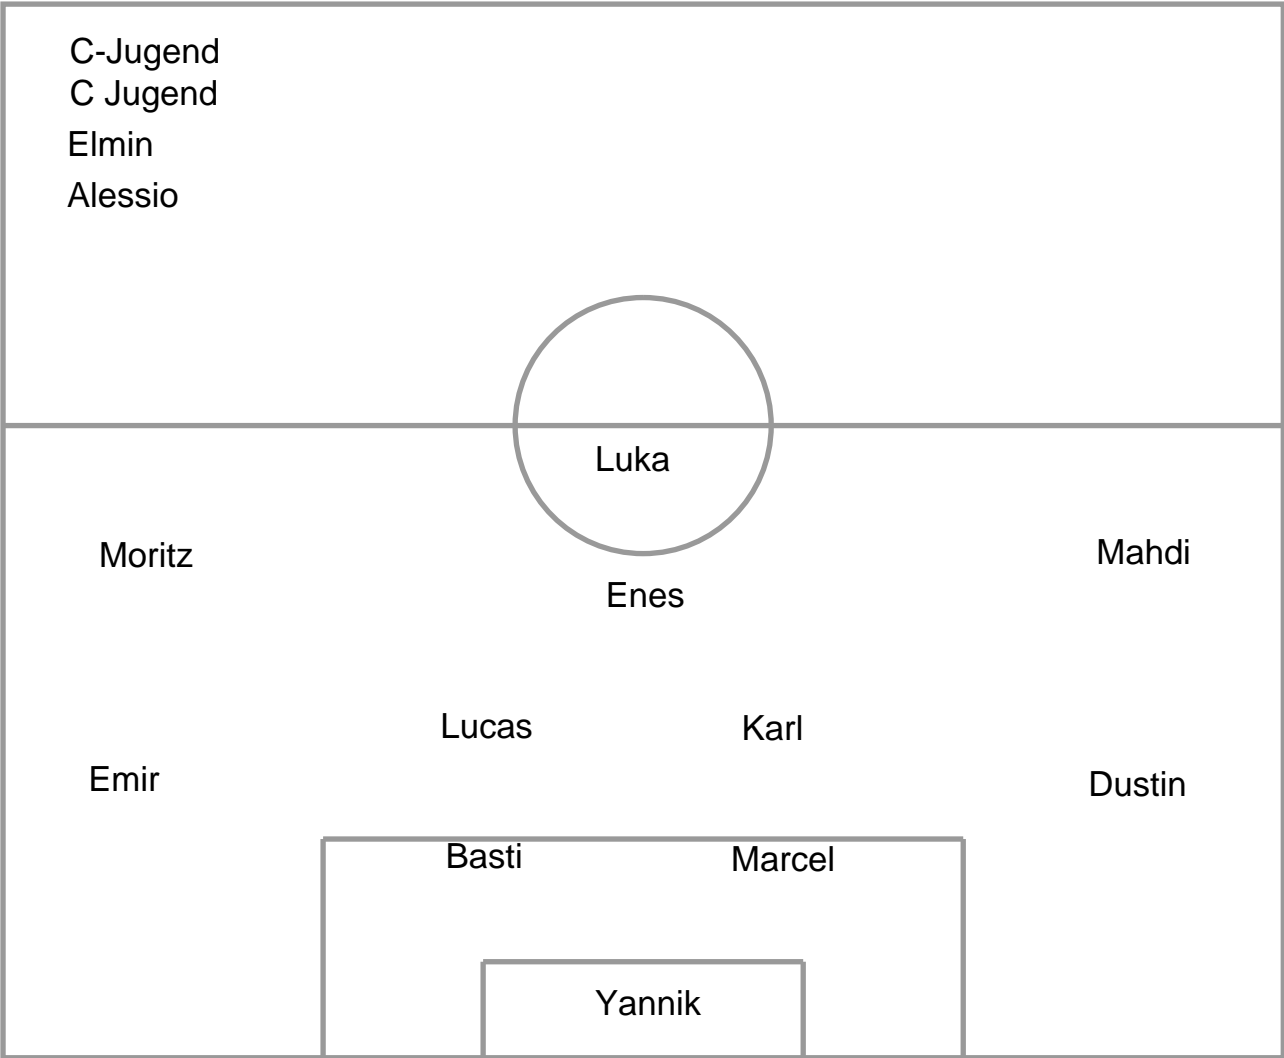 C-Jugend
C Jugend
Elmin
Alessio
Luka
Moritz
Mahdi
Enes
Lucas
Karl
Emir
Dustin
Basti
Marcel
Yannik